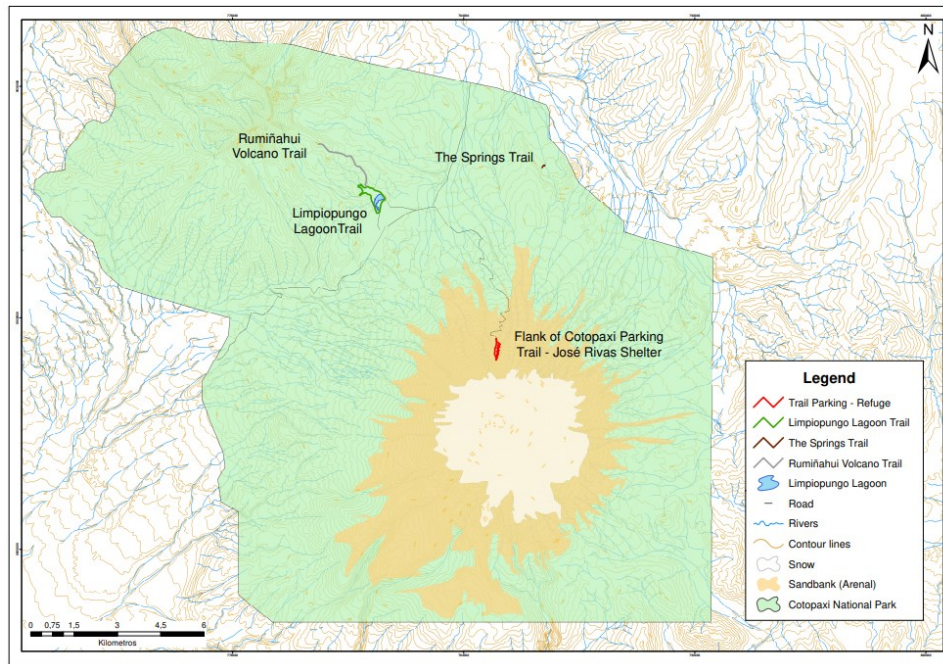 N
Rumiñahui
Volcano Trail
The Springs Trail
Limpiopungo
LagoonTrail
Flank of Cotopaxi Parking
Trail - José Rivas Shelter
Legend
Trail Parking - Refuge
Limpiopungo Lagoon Trail
The Springs Trail
Rumiñahui Volcano Trail
Limpiopungo Lagoon
Road
Rivers
Contour lines
Snow
Sandbank (Arenal)
Cotopaxi National Park
0 0,75 1,5 3 4,5 6
Kilometros